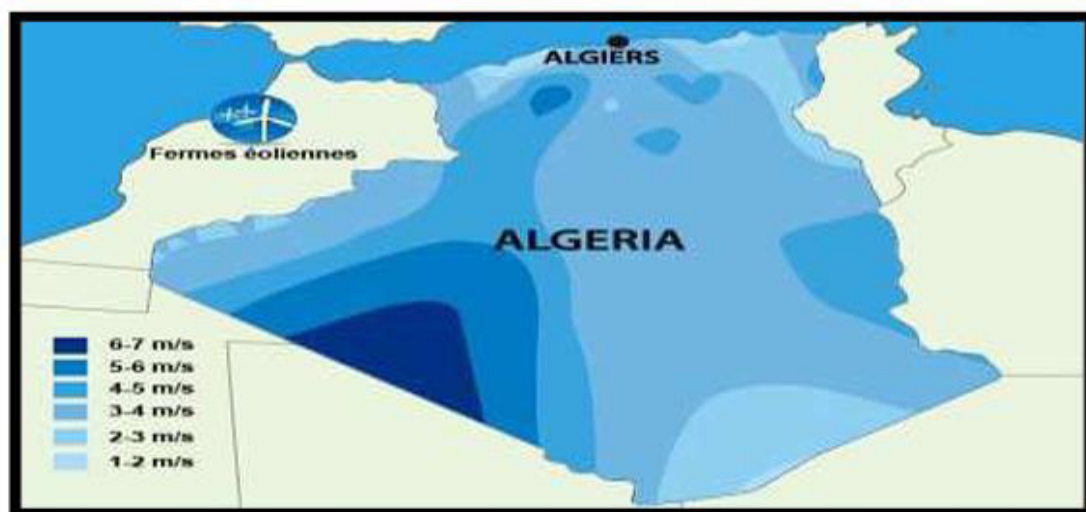 ALGIERS
Fermes éoliennes
ALGERIA
6-7 m/s
5-6 m/s
4-5 m/s
3-4 m/s
2-3 m/s
1-2 m/s